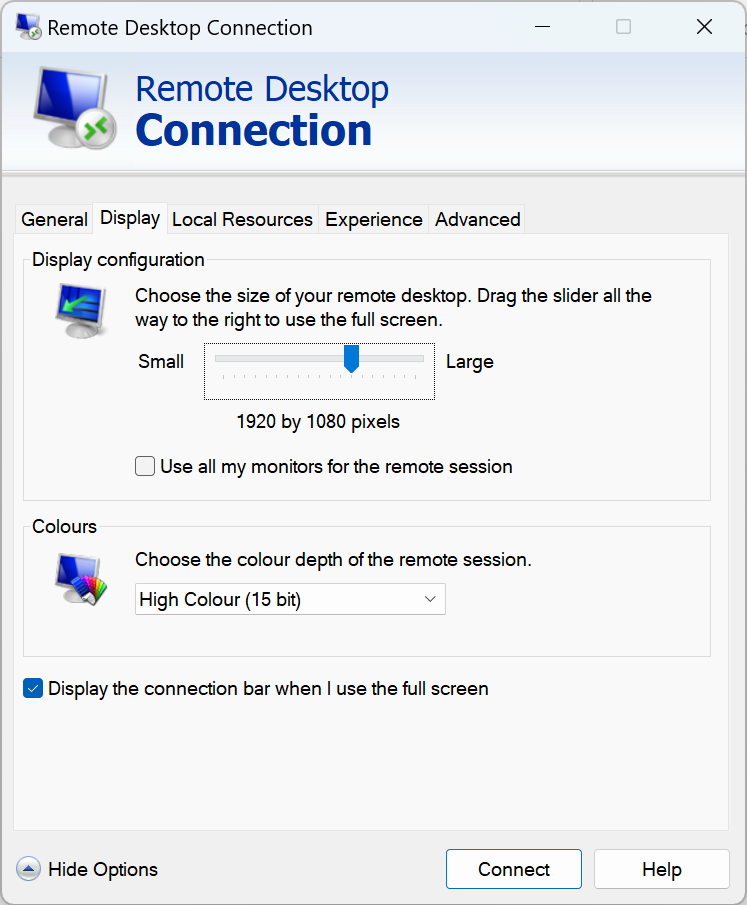 Remote Desktop Connection
Remote Desktop
Connection
General Display Local Resources Experience Advanced
Display configuration
Choose the size of your remote desktop. Drag the slider all the
way to the right to use the full screen.
Small Large
1920 by 1080 pixels
Use all my monitors for the remote session
Colours
Choose the colour depth of the remote session.
High Colour (15 bit)
Display the connection bar when I use the full screen
Hide Options Connect Help